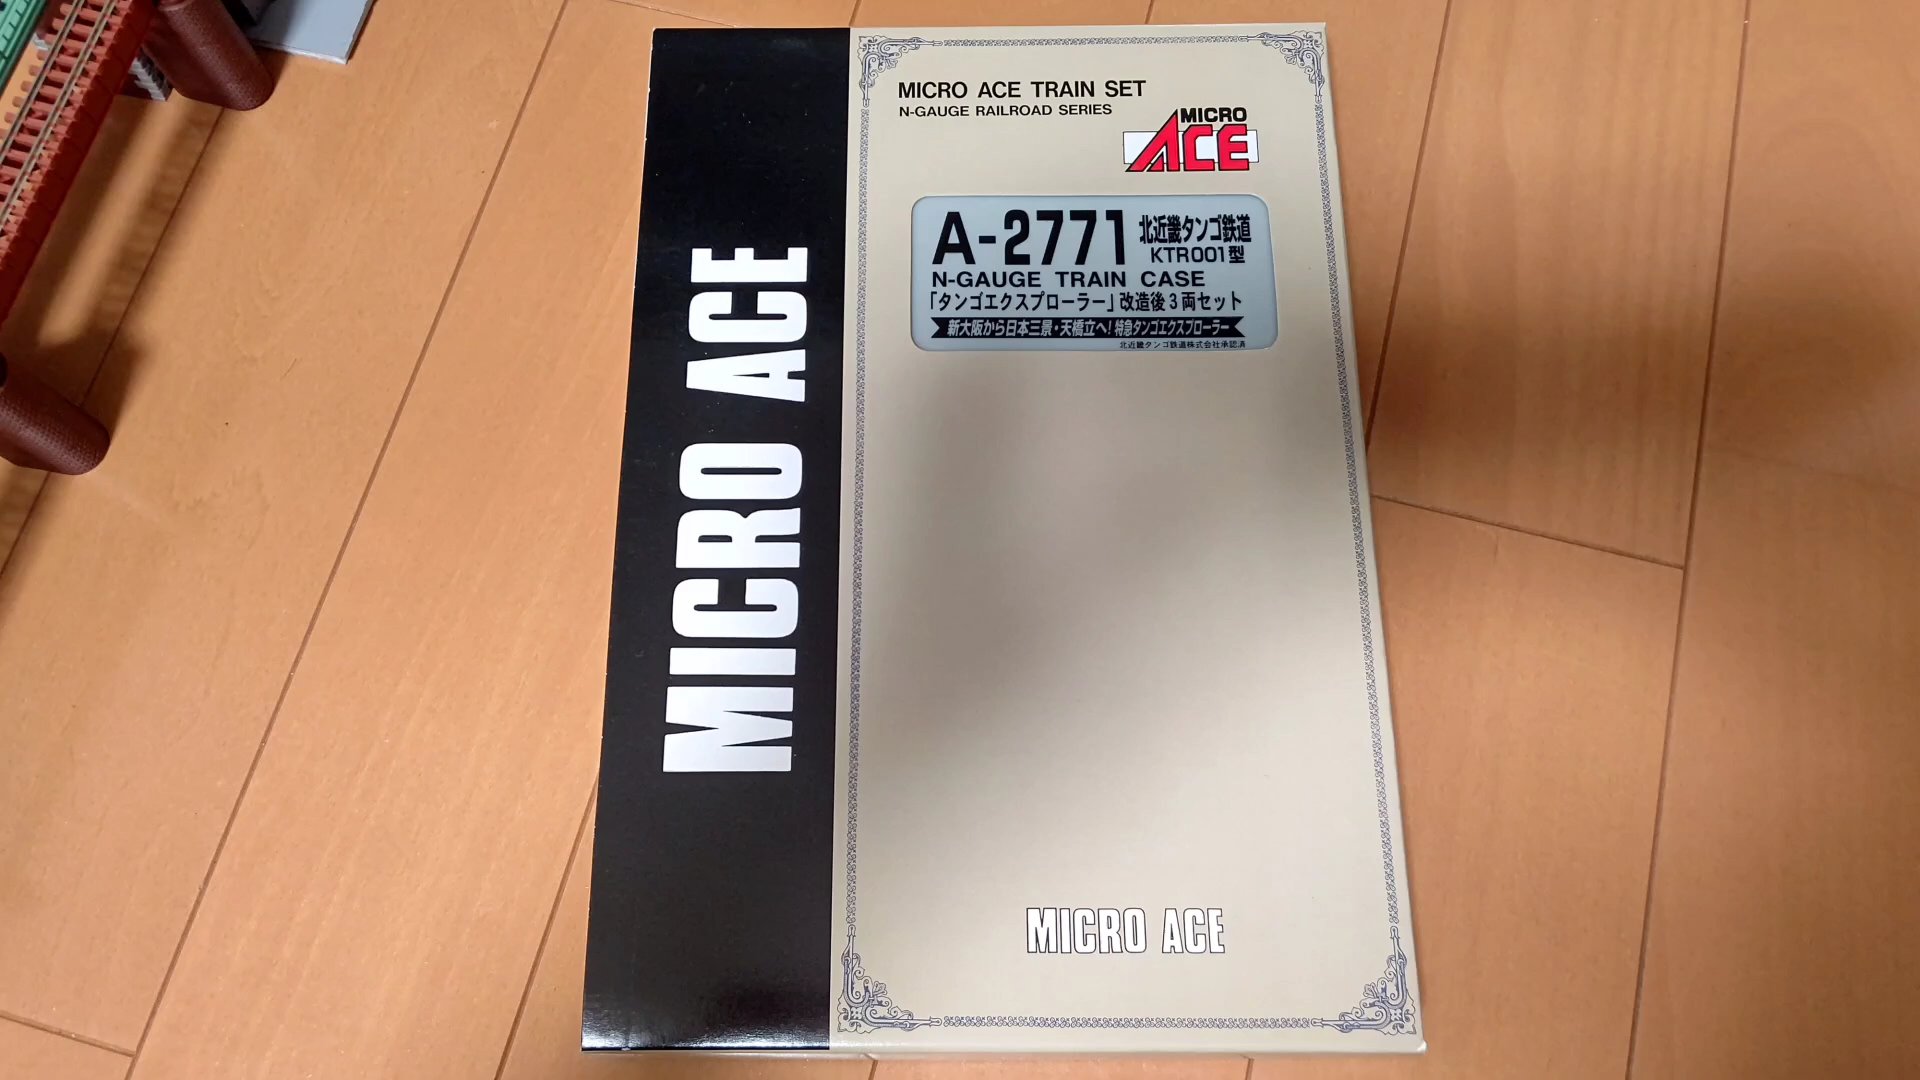 MICRO ACE
MICRO ACE TRAIN SET
N-GAUGE RAILROAD SERIES
MICRO
ACE
A-2771 北近畿タンゴ鉄道
KTR001型
N-GAUGE TRAIN CASE
「タンゴエクスプローラー」改造後3両セット
新大阪から日本三景・天橋立へ!特急タンゴエクスプローラー
北近畿タンゴ鉄道株式会社承認済
MICRO ACE